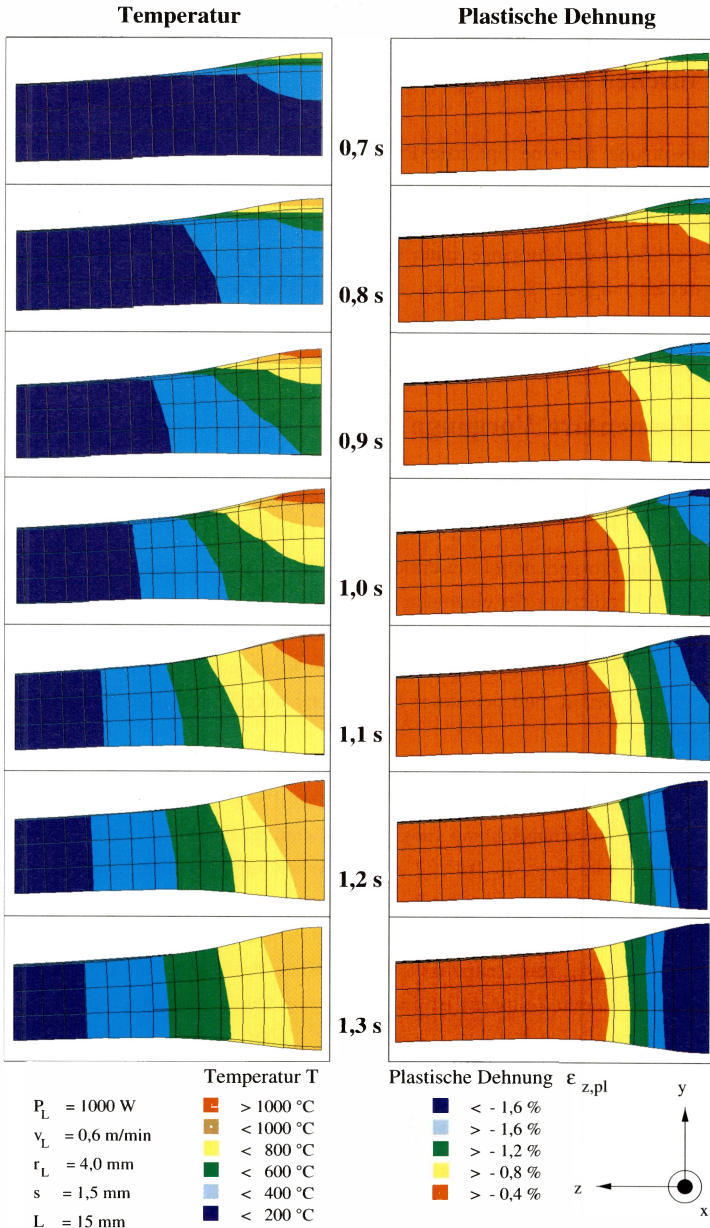 Temperatur
Plastische Dehnung
0,7 s
0,8 s
0,9 s
1,0 s
1,1 s
1,2 s
1,3 s
P_L = 1000 W
v_L = 0,6 m/min
r_L = 4,0 mm
s = 1,5 mm
L = 15 mm
Temperatur T
> 1000 °C
< 1000 °C
< 800 °C
< 600 °C
< 400 °C
< 200 °C
Plastische Dehnung ε z,pl
< - 1,6 %
> - 1,6 %
> - 1,2 %
> - 0,8 %
> - 0,4 %
y
z
x